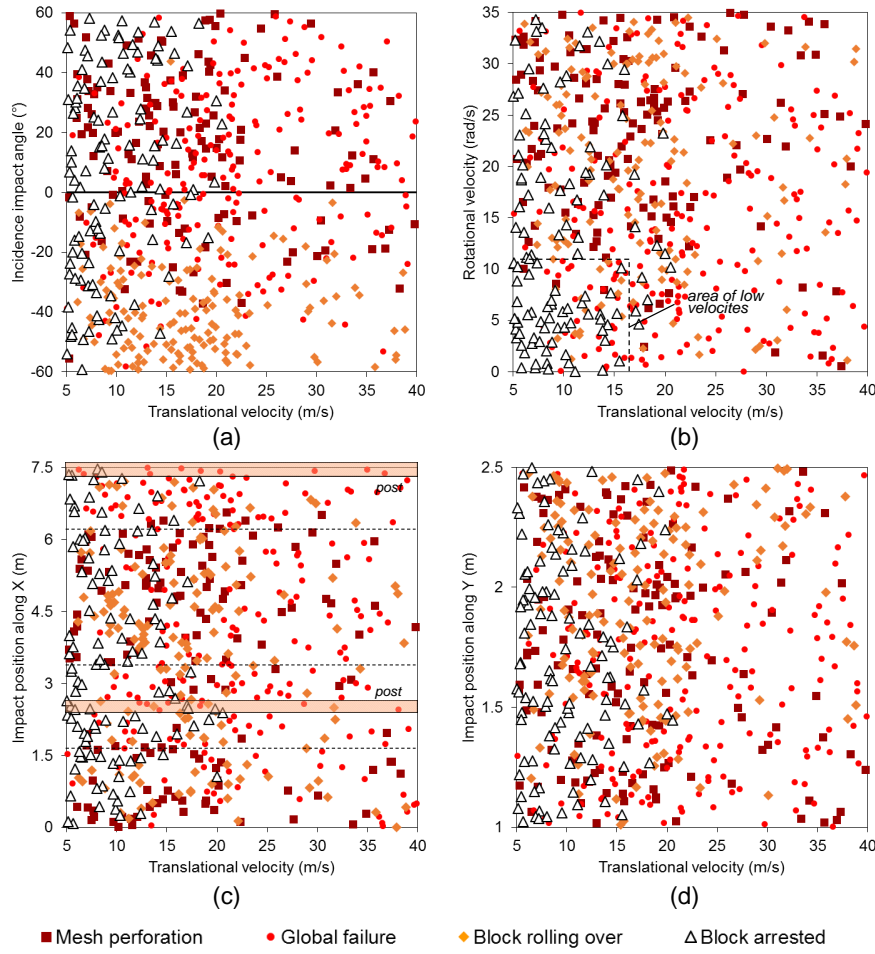 60
40
20
0
-20
-40
-60
Incidence impact angle (°)
5 10 15 20 25 30 35 40
Translational velocity (m/s)
(a)
35
30
25
20
15
10
5
0
Rotational velocity (rad/s)
area of low
velocites
5 10 15 20 25 30 35 40
Translational velocity (m/s)
(b)
7.5
6
4.5
3
1.5
0
Impact position along X (m)
post
post
5 10 15 20 25 30 35 40
Translational velocity (m/s)
(c)
2.5
2
1.5
1
Impact position along Y (m)
5 10 15 20 25 30 35 40
Translational velocity (m/s)
(d)
Mesh perforation Global failure Block rolling over Block arrested